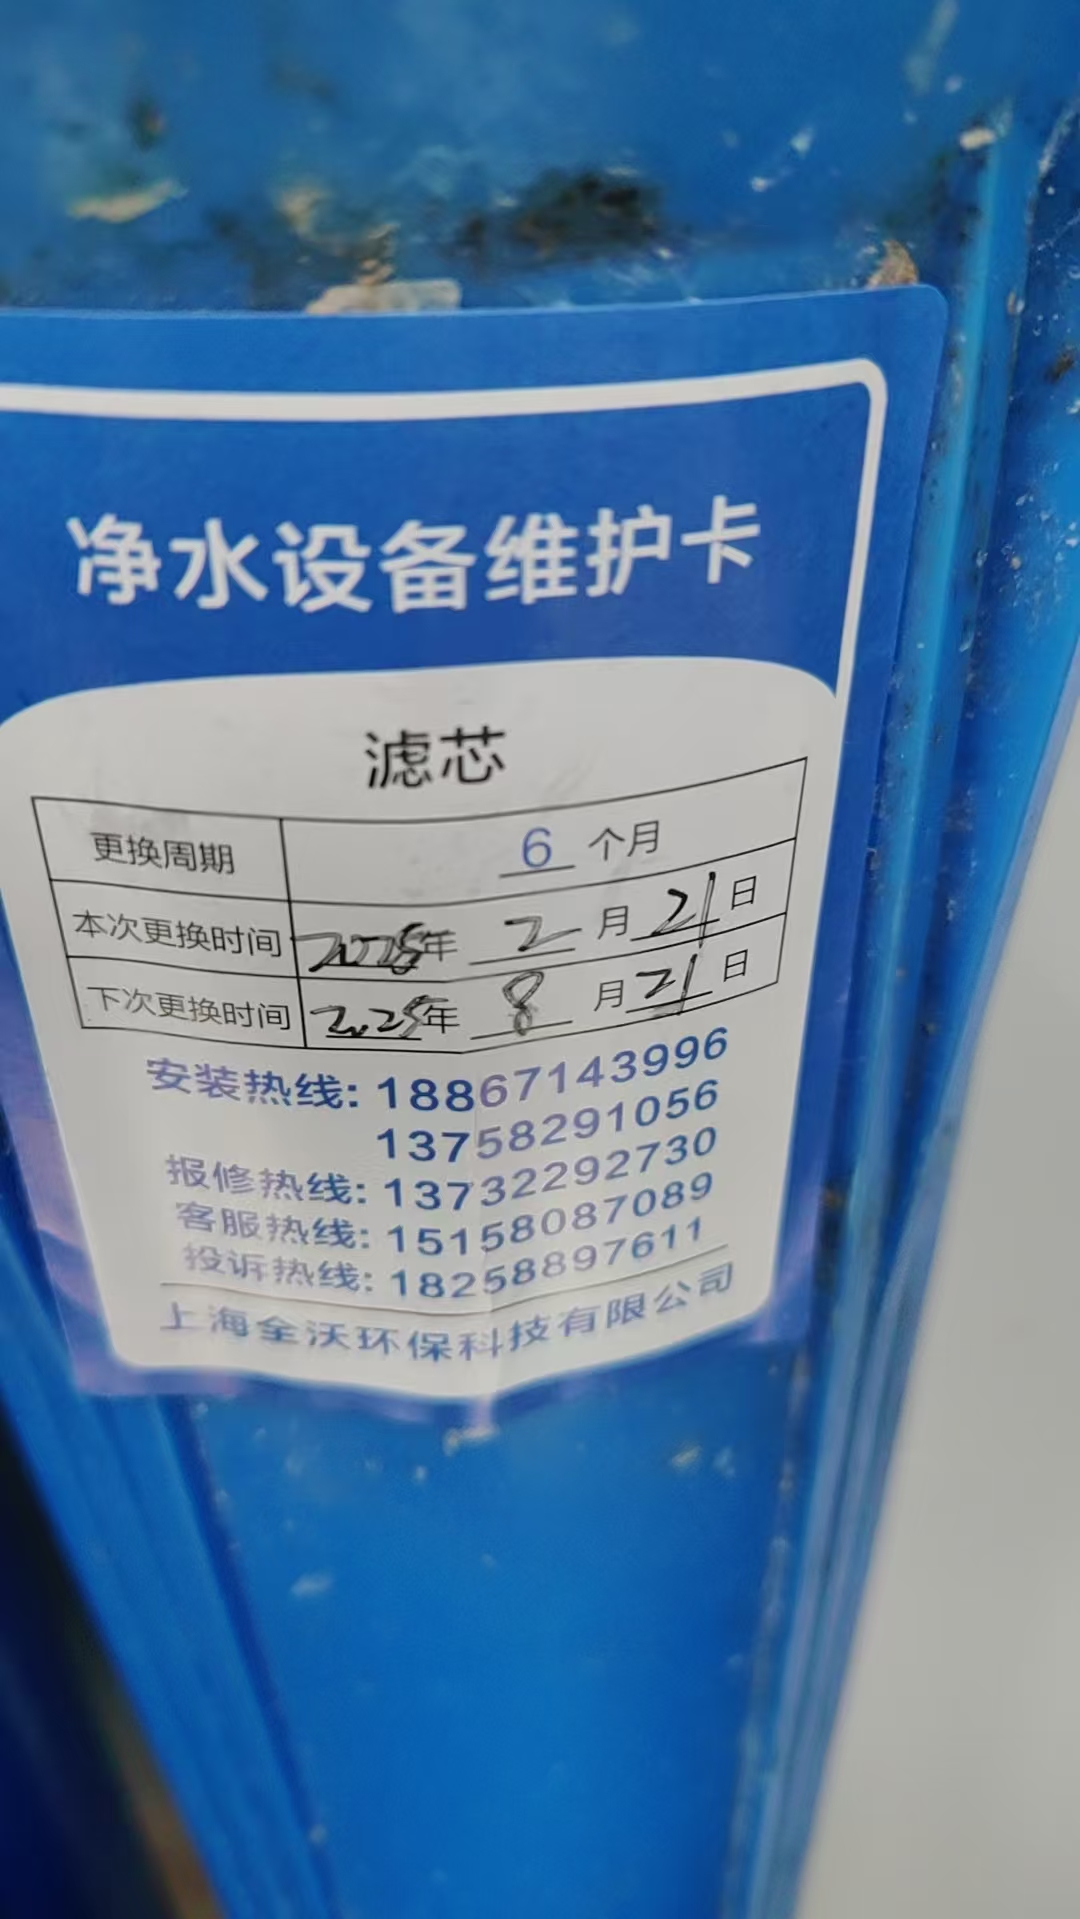 净水设备维护卡
滤芯
更换周期 6 个月
本次更换时间 2025年 2 月 21 日
下次更换时间 2025年 8 月 21 日
安装热线: 18867143996
13758291056
报修热线: 13732292730
客服热线: 15158087089
投诉热线: 18258897611
上海全沃环保科技有限公司